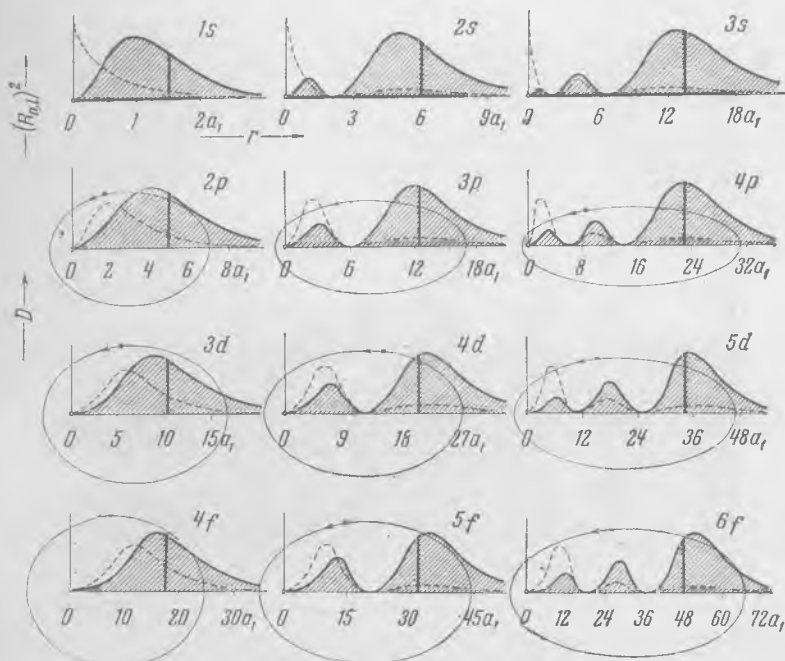 1s 2s 3s
0 1 2a₁ 0 3 6 9a₁ 0 6 12 18a₁
(Rₙ,ₗ)²
r
2p 3p 4p
0 2 4 6 8a₁ 0 6 12 18a₁ 0 8 16 24 32a₁
D
3d 4d 5d
0 5 10 15a₁ 0 9 18 27a₁ 0 12 24 36 48a₁
4f 5f 6f
0 10 20 30a₁ 0 15 30 45a₁ 0 12 24 36 48 60 72a₁